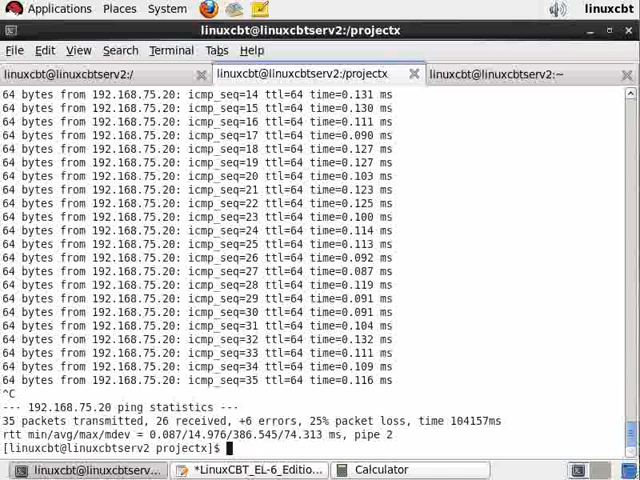 Applications Places System linuxcbt
linuxcbt@linuxcbtserv2:/projectx
File Edit View Search Terminal Tabs Help
linuxcbt@linuxcbtserv2:/ linuxcbt@linuxcbtserv2:/projectx linuxcbt@linuxcbtserv2:~
64 bytes from 192.168.75.20: icmp_seq=14 ttl=64 time=0.131 ms
64 bytes from 192.168.75.20: icmp_seq=15 ttl=64 time=0.130 ms
64 bytes from 192.168.75.20: icmp_seq=16 ttl=64 time=0.111 ms
64 bytes from 192.168.75.20: icmp_seq=17 ttl=64 time=0.090 ms
64 bytes from 192.168.75.20: icmp_seq=18 ttl=64 time=0.127 ms
64 bytes from 192.168.75.20: icmp_seq=19 ttl=64 time=0.127 ms
64 bytes from 192.168.75.20: icmp_seq=20 ttl=64 time=0.103 ms
64 bytes from 192.168.75.20: icmp_seq=21 ttl=64 time=0.123 ms
64 bytes from 192.168.75.20: icmp_seq=22 ttl=64 time=0.125 ms
64 bytes from 192.168.75.20: icmp_seq=23 ttl=64 time=0.100 ms
64 bytes from 192.168.75.20: icmp_seq=24 ttl=64 time=0.114 ms
64 bytes from 192.168.75.20: icmp_seq=25 ttl=64 time=0.113 ms
64 bytes from 192.168.75.20: icmp_seq=26 ttl=64 time=0.092 ms
64 bytes from 192.168.75.20: icmp_seq=27 ttl=64 time=0.087 ms
64 bytes from 192.168.75.20: icmp_seq=28 ttl=64 time=0.119 ms
64 bytes from 192.168.75.20: icmp_seq=29 ttl=64 time=0.091 ms
64 bytes from 192.168.75.20: icmp_seq=30 ttl=64 time=0.091 ms
64 bytes from 192.168.75.20: icmp_seq=31 ttl=64 time=0.104 ms
64 bytes from 192.168.75.20: icmp_seq=32 ttl=64 time=0.132 ms
64 bytes from 192.168.75.20: icmp_seq=33 ttl=64 time=0.111 ms
64 bytes from 192.168.75.20: icmp_seq=34 ttl=64 time=0.109 ms
64 bytes from 192.168.75.20: icmp_seq=35 ttl=64 time=0.116 ms
^C
--- 192.168.75.20 ping statistics ---
35 packets transmitted, 26 received, +6 errors, 25% packet loss, time 104157ms
rtt min/avg/max/mdev = 0.087/14.976/386.545/74.313 ms, pipe 2
[linuxcbt@linuxcbtserv2 projectx]$
linuxcbt@linuxcbtserv... *LinuxCBT_EL-6_Editio... Calculator